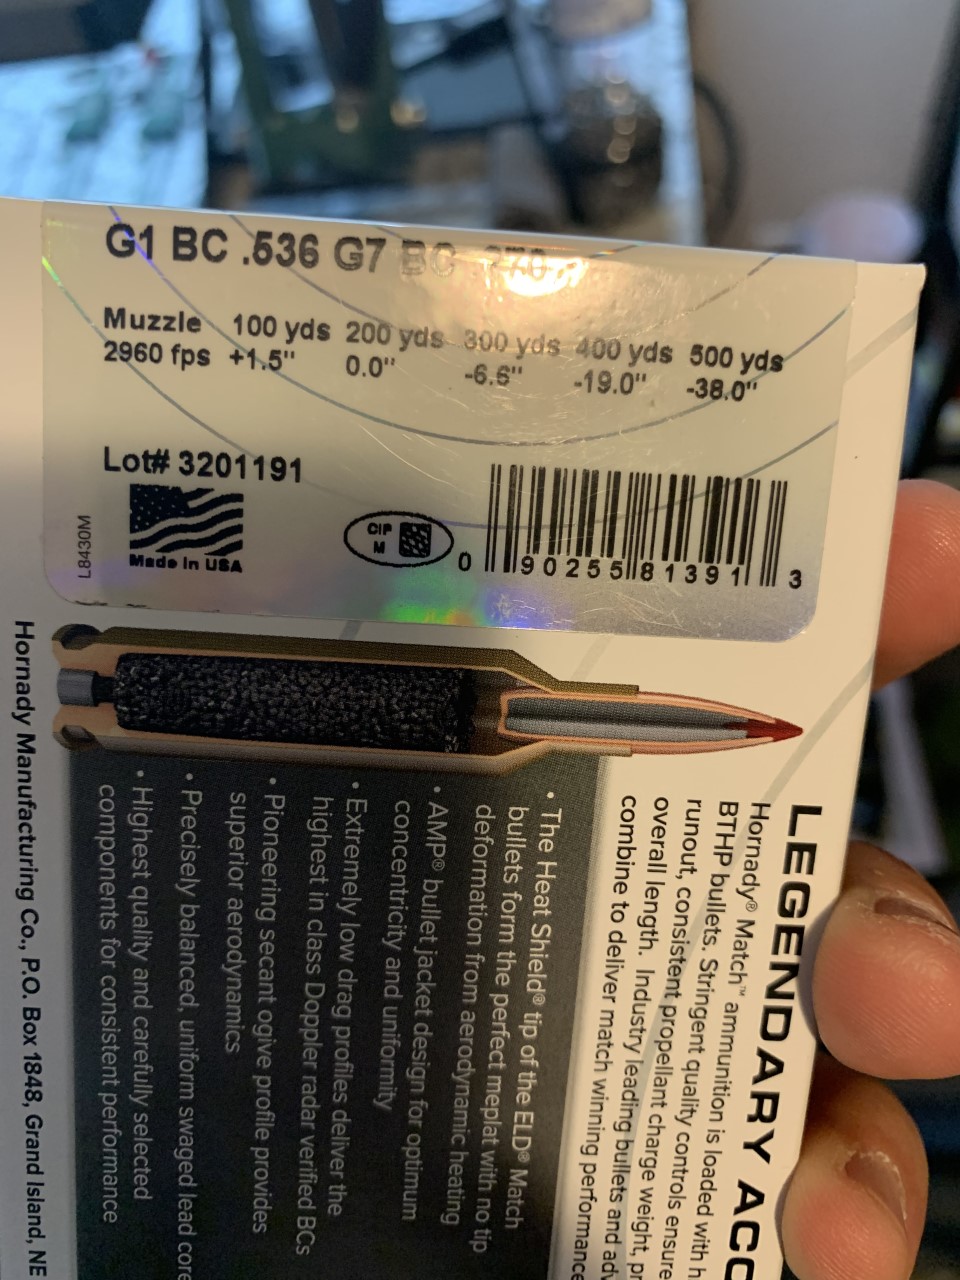 G1 BC .536 G7 BC .270
Muzzle 100 yds 200 yds 300 yds 400 yds 500 yds
2960 fps +1.5" 0.0" -6.6" -19.0" -38.0"
Lot# 3201191
Made in USA
L8430M
CIP
M
0 90255 81391 3
LEGENDARY
Hornady® Match™ ammunition is loaded with
BTHP bullets. Stringent quality controls ensure
runout, consistent propellant charge weight,
overall length. Industry leading bullets and
combine to deliver match winning performance
• The Heat Shield® tip of the ELD® Match
bullets form the perfect meplat with no tip
deformation from aerodynamic heating
• AMP® bullet jacket design for optimum
concentricity and uniformity
• Extremely low drag profiles deliver the
highest in class Doppler radar verified BCs
• Pioneering secant ogive profile provides
superior aerodynamics
• Precisely balanced, uniform swaged lead core
• Highest quality and carefully selected
components for consistent performance
Hornady Manufacturing Co., P.O. Box 1848, Grand Island, NE